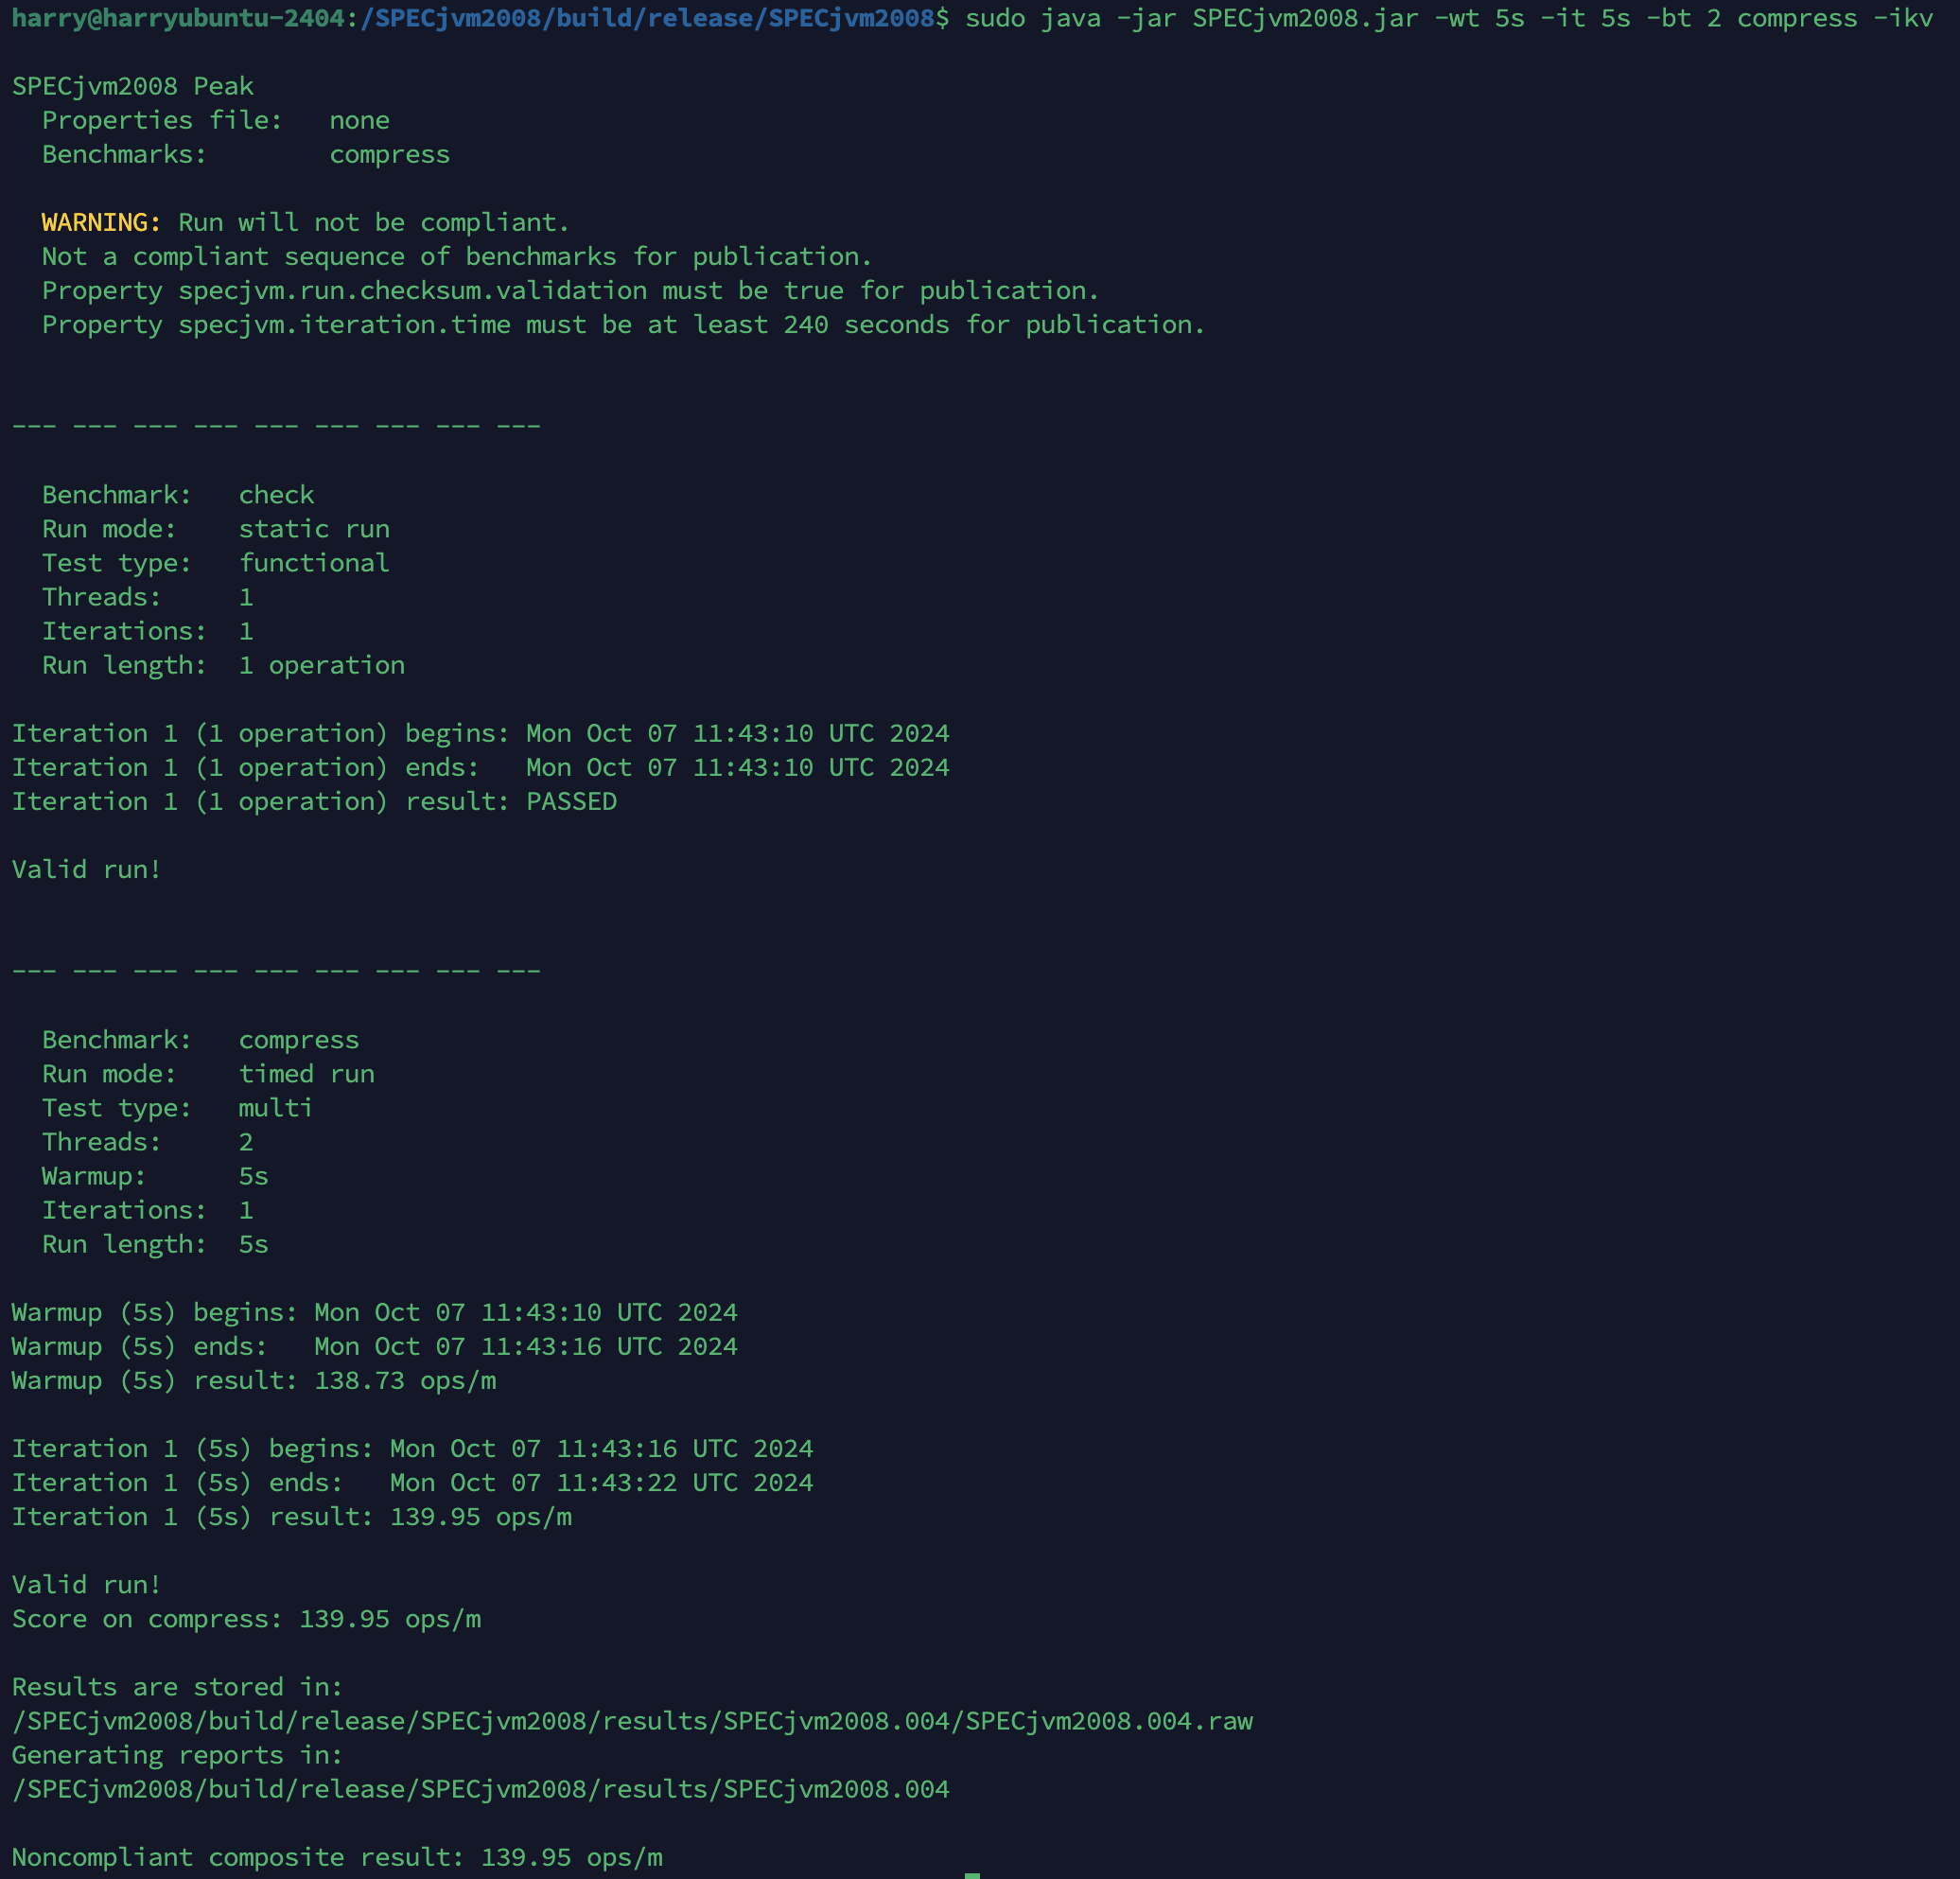 harry@harryubuntu-2404:/SPECjvm2008/build/release/SPECjvm2008$ sudo java -jar SPECjvm2008.jar -wt 5s -it 5s -bt 2 compress -ikv

SPECjvm2008 Peak
  Properties file:   none
  Benchmarks:        compress

  WARNING: Run will not be compliant.
  Not a compliant sequence of benchmarks for publication.
  Property specjvm.run.checksum.validation must be true for publication.
  Property specjvm.iteration.time must be at least 240 seconds for publication.


--- --- --- --- --- --- --- --- ---

  Benchmark:   check
  Run mode:    static run
  Test type:   functional
  Threads:     1
  Iterations:  1
  Run length:  1 operation

Iteration 1 (1 operation) begins: Mon Oct 07 11:43:10 UTC 2024
Iteration 1 (1 operation) ends:   Mon Oct 07 11:43:10 UTC 2024
Iteration 1 (1 operation) result: PASSED

Valid run!


--- --- --- --- --- --- --- --- ---

  Benchmark:   compress
  Run mode:    timed run
  Test type:   multi
  Threads:     2
  Warmup:      5s
  Iterations:  1
  Run length:  5s

Warmup (5s) begins: Mon Oct 07 11:43:10 UTC 2024
Warmup (5s) ends:   Mon Oct 07 11:43:16 UTC 2024
Warmup (5s) result: 138.73 ops/m

Iteration 1 (5s) begins: Mon Oct 07 11:43:16 UTC 2024
Iteration 1 (5s) ends:   Mon Oct 07 11:43:22 UTC 2024
Iteration 1 (5s) result: 139.95 ops/m

Valid run!
Score on compress: 139.95 ops/m

Results are stored in:
/SPECjvm2008/build/release/SPECjvm2008/results/SPECjvm2008.004/SPECjvm2008.004.raw
Generating reports in:
/SPECjvm2008/build/release/SPECjvm2008/results/SPECjvm2008.004

Noncompliant composite result: 139.95 ops/m